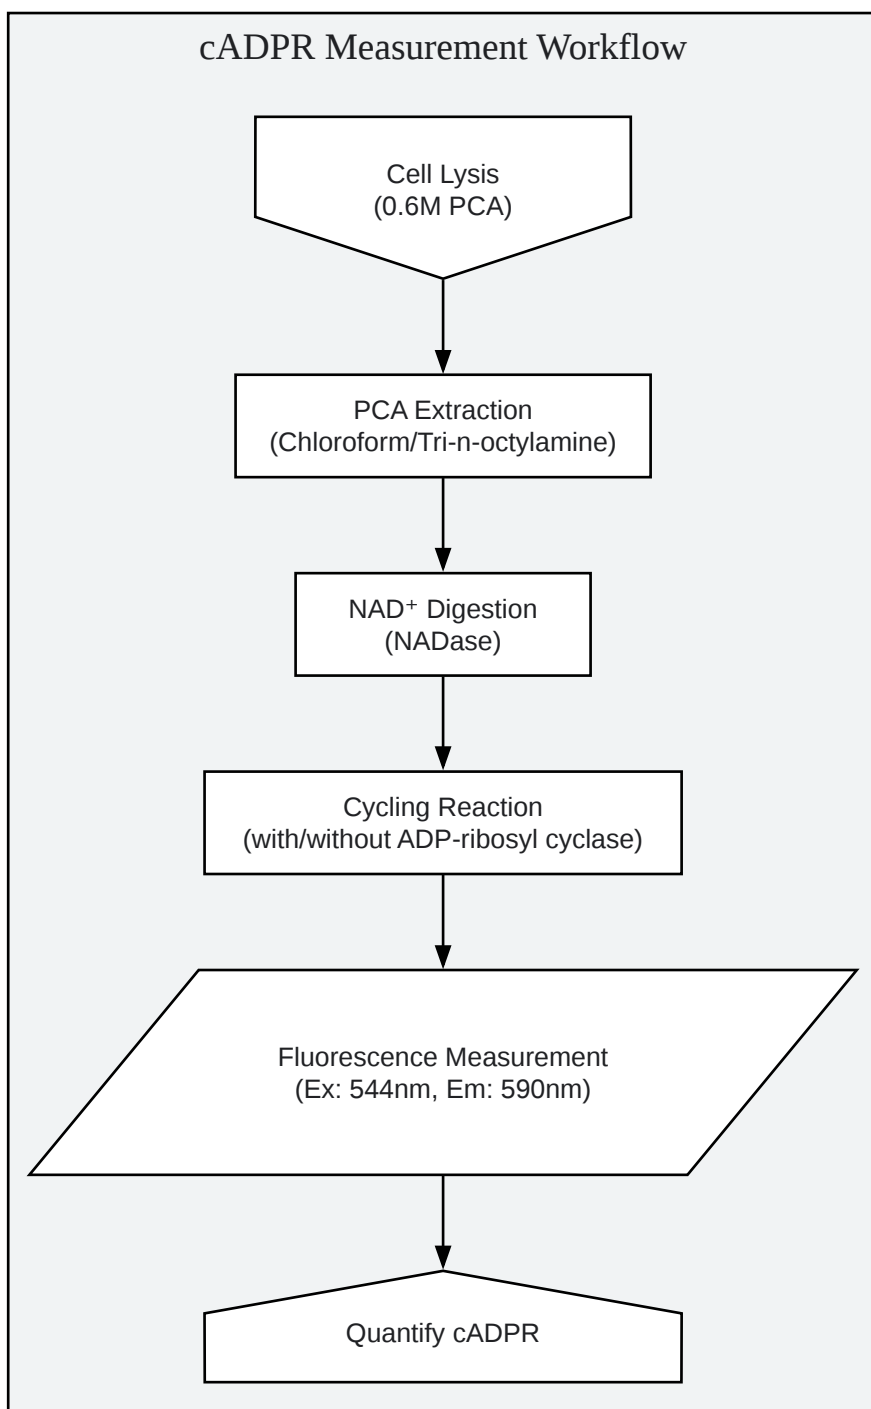 cADPR Measurement Workflow
Cell Lysis
(0.6M PCA)
PCA Extraction
(Chloroform/Tri-n-octylamine)
NAD⁺ Digestion
(NADase)
Cycling Reaction
(with/without ADP-ribosyl cyclase)
Fluorescence Measurement
(Ex: 544nm, Em: 590nm)
Quantify cADPR